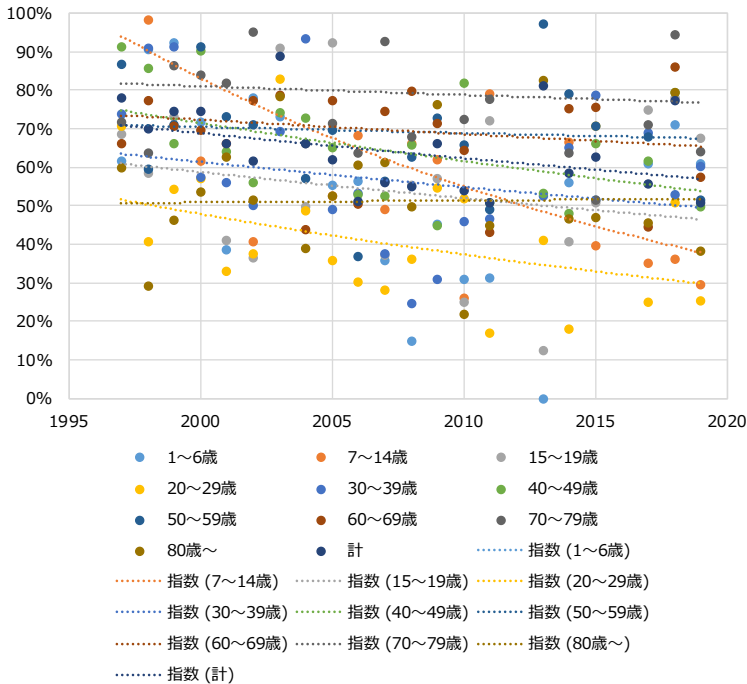 100%
90%
80%
70%
60%
50%
40%
30%
20%
10%
0%
1995 2000 2005 2010 2015 2020
1～6歳 7～14歳 15～19歳
20～29歳 30～39歳 40～49歳
50～59歳 60～69歳 70～79歳
80歳～ 計 指数 (1～6歳)
指数 (7～14歳) 指数 (15～19歳) 指数 (20～29歳)
指数 (30～39歳) 指数 (40～49歳) 指数 (50～59歳)
指数 (60～69歳) 指数 (70～79歳) 指数 (80歳～)
指数 (計)